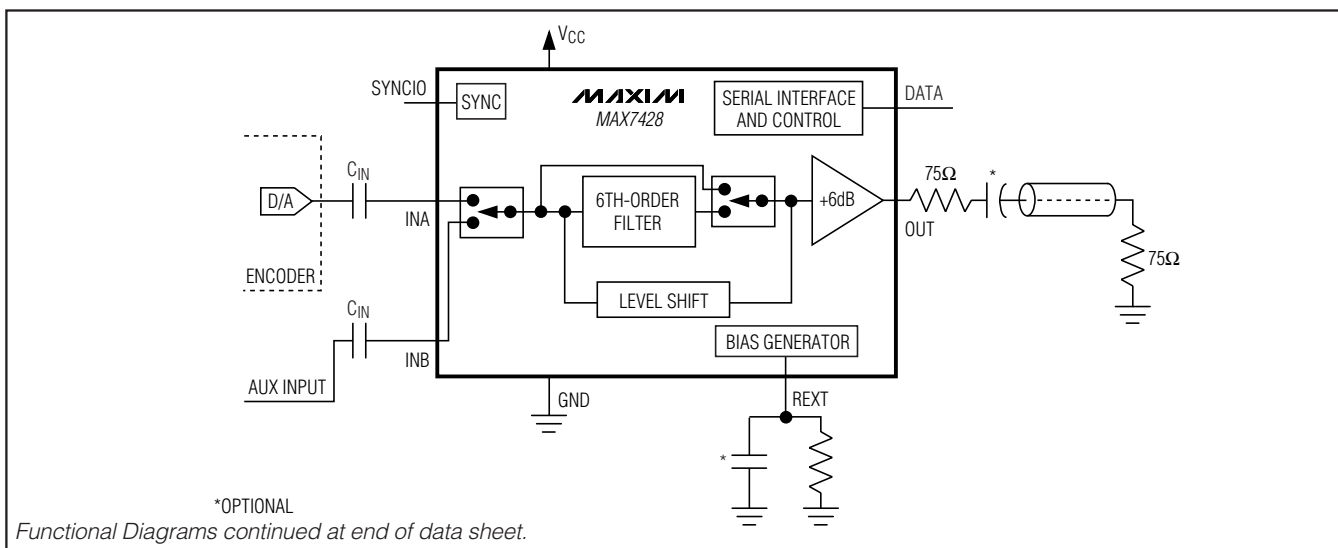 VCC
SYNCIO
SYNC
MAXIM
MAX7428
SERIAL INTERFACE
AND CONTROL
DATA
D/A
CIN
INA
6TH-ORDER
FILTER
+6dB
75Ω
*
OUT
75Ω
ENCODER
LEVEL SHIFT
CIN
INB
BIAS GENERATOR
AUX INPUT
GND
REXT
*
*OPTIONAL
Functional Diagrams continued at end of data sheet.